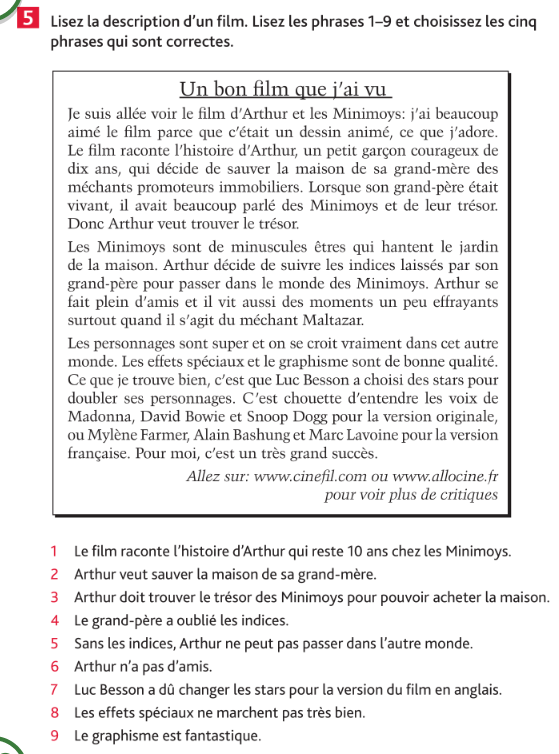 5 Lisez la description d'un film. Lisez les phrases 1–9 et choisissez les cinq
phrases qui sont correctes.
Un bon film que j'ai vu
Je suis allée voir le film d'Arthur et les Minimoys: j'ai beaucoup
aimé le film parce que c'était un dessin animé, ce que j'adore.
Le film raconte l'histoire d'Arthur, un petit garçon courageux de
dix ans, qui décide de sauver la maison de sa grand-mère des
méchants promoteurs immobiliers. Lorsque son grand-père était
vivant, il avait beaucoup parlé des Minimoys et de leur trésor.
Donc Arthur veut trouver le trésor.
Les Minimoys sont de minuscules êtres qui hantent le jardin
de la maison. Arthur décide de suivre les indices laissés par son
grand-père pour passer dans le monde des Minimoys. Arthur se
fait plein d'amis et il vit aussi des moments un peu effrayants
surtout quand il s'agit du méchant Maltazar.
Les personnages sont super et on se croit vraiment dans cet autre
monde. Les effets spéciaux et le graphisme sont de bonne qualité.
Ce que je trouve bien, c'est que Luc Besson a choisi des stars pour
doubler ses personnages. C'est chouette d'entendre les voix de
Madonna, David Bowie et Snoop Dogg pour la version originale,
ou Mylène Farmer, Alain Bashung et Marc Lavoine pour la version
française. Pour moi, c'est un très grand succès.
Allez sur: www.cinefil.com ou www.allocine.fr
pour voir plus de critiques
1 Le film raconte l'histoire d'Arthur qui reste 10 ans chez les Minimoys.
2 Arthur veut sauver la maison de sa grand-mère.
3 Arthur doit trouver le trésor des Minimoys pour pouvoir acheter la maison.
4 Le grand-père a oublié les indices.
5 Sans les indices, Arthur ne peut pas passer dans l'autre monde.
6 Arthur n'a pas d'amis.
7 Luc Besson a dû changer les stars pour la version du film en anglais.
8 Les effets spéciaux ne marchent pas très bien.
9 Le graphisme est fantastique.